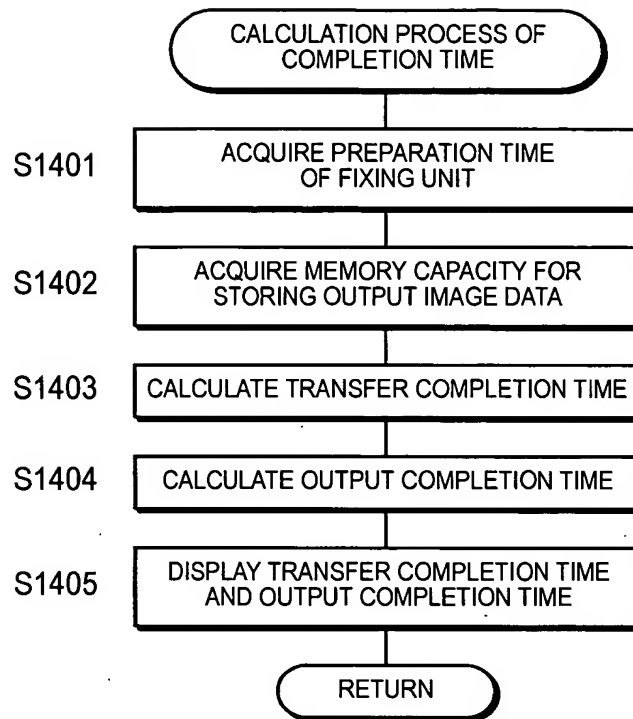 CALCULATION PROCESS OF
COMPLETION TIME
S1401
ACQUIRE PREPARATION TIME
OF FIXING UNIT
S1402
ACQUIRE MEMORY CAPACITY FOR
STORING OUTPUT IMAGE DATA
S1403
CALCULATE TRANSFER COMPLETION TIME
S1404
CALCULATE OUTPUT COMPLETION TIME
S1405
DISPLAY TRANSFER COMPLETION TIME
AND OUTPUT COMPLETION TIME
RETURN